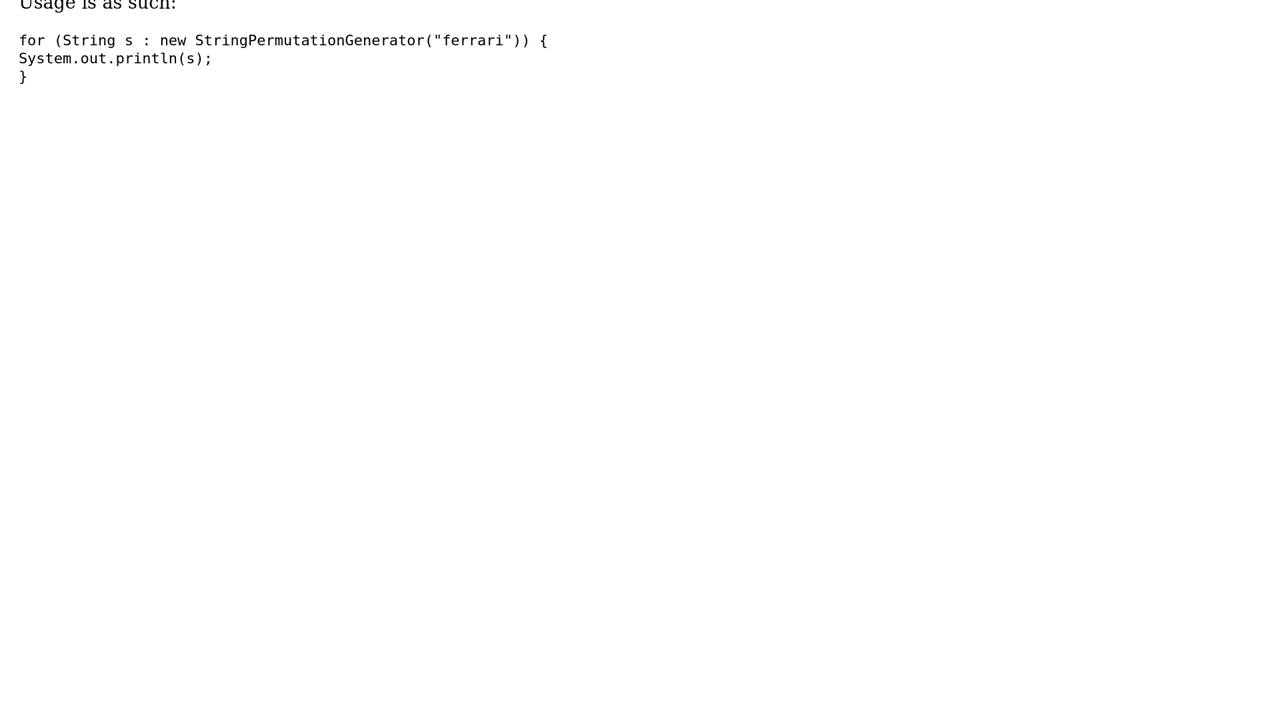 Usage is as such:
for (String s : new StringPermutationGenerator("ferrari")) {
System.out.println(s);
}